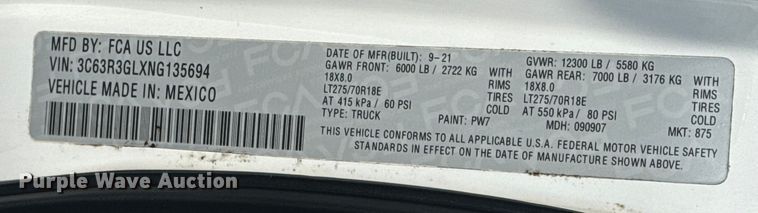 MFD BY: FCA US LLC
VIN: 3C63R3GLXNG135694
VEHICLE MADE IN: MEXICO
DATE OF MFR(BUILT): 9-21 GVWR: 12300 LB / 5580 KG
GAWR FRONT: 6000 LB / 2722 KG WITH GAWR REAR: 7000 LB / 3176 KG WITH
18X8.0 RIMS 18X8.0 RIMS
LT275/70R18E TIRES LT275/70R18E TIRES
AT 415 kPa / 60 PSI COLD AT 550 kPa / 80 PSI COLD
TYPE: TRUCK PAINT: PW7 MDH: 090907 MKT: 875
THIS VEHICLE CONFORMS TO ALL APPLICABLE U.S.A. FEDERAL MOTOR VEHICLE SAFETY
STANDARDS IN EFFECT ON THE DATE OF MANUFACTURE SHOWN ABOVE.
Purple Wave Auction